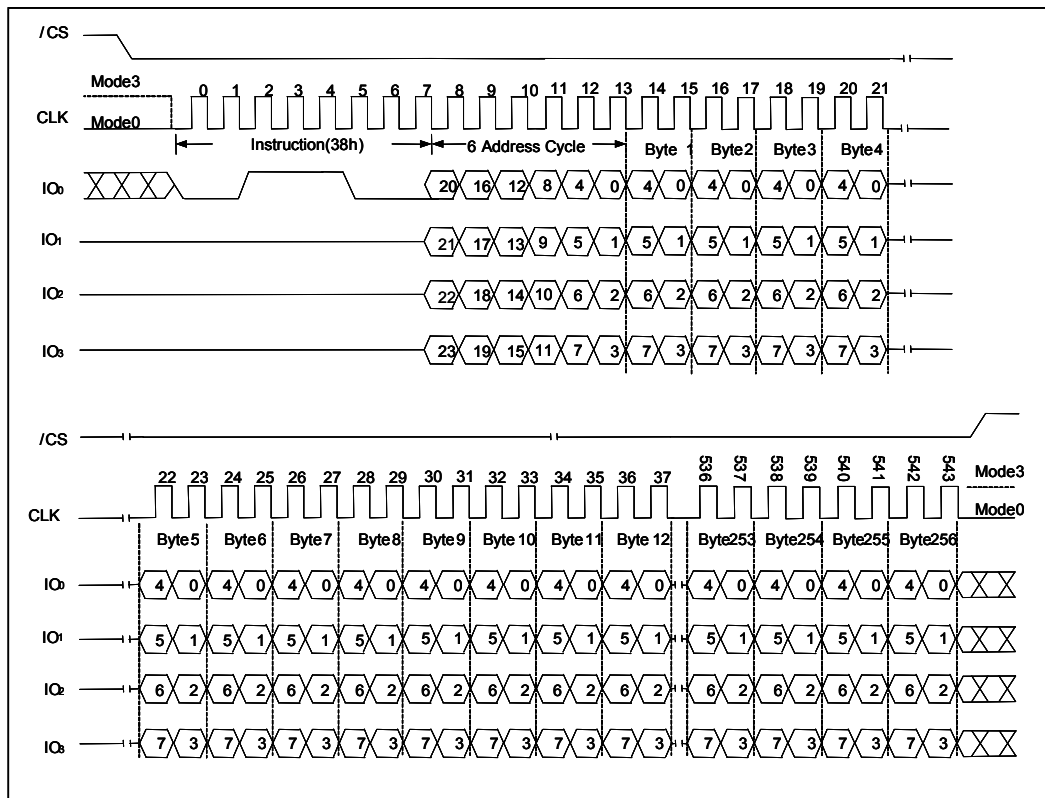 /CS
Mode3
0 1 2 3 4 5 6 7 8 9 10 11 12 13 14 15 16 17 18 19 20 21
CLK Mode0
Instruction(38h) 6 Address Cycle Byte 1 Byte2 Byte3 Byte4
IO0 20 16 12 8 4 0 4 0 4 0 4 0 4 0
IO1 21 17 13 9 5 1 5 1 5 1 5 1 5 1
IO2 22 18 14 10 6 2 6 2 6 2 6 2 6 2
IO3 23 19 15 11 7 3 7 3 7 3 7 3 7 3
/CS
22 23 24 25 26 27 28 29 30 31 32 33 34 35 36 37 536 537 538 539 540 541 542 543 Mode3
CLK Mode0
Byte5 Byte6 Byte7 Byte8 Byte9 Byte 10 Byte11 Byte 12 Byte253 Byte254 Byte255 Byte256
IO0 4 0 4 0 4 0 4 0 4 0 4 0 4 0 4 0 4 0 4 0 4 0 4 0
IO1 5 1 5 1 5 1 5 1 5 1 5 1 5 1 5 1 5 1 5 1 5 1 5 1
IO2 6 2 6 2 6 2 6 2 6 2 6 2 6 2 6 2 6 2 6 2 6 2 6 2
IO3 7 3 7 3 7 3 7 3 7 3 7 3 7 3 7 3 7 3 7 3 7 3 7 3